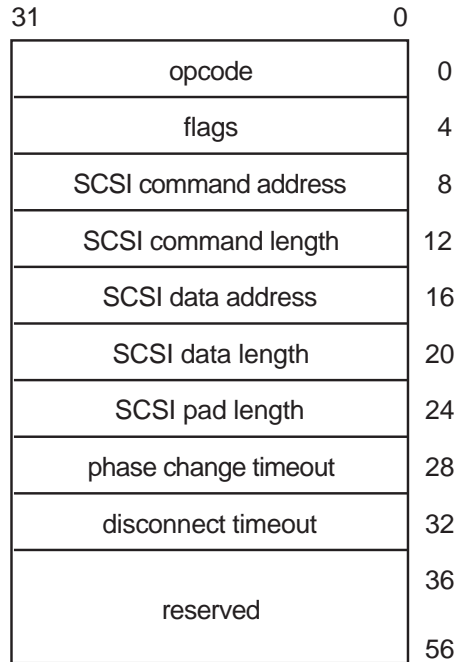 31 0
opcode 0
flags 4
SCSI command address 8
SCSI command length 12
SCSI data address 16
SCSI data length 20
SCSI pad length 24
phase change timeout 28
disconnect timeout 32
36
reserved
56